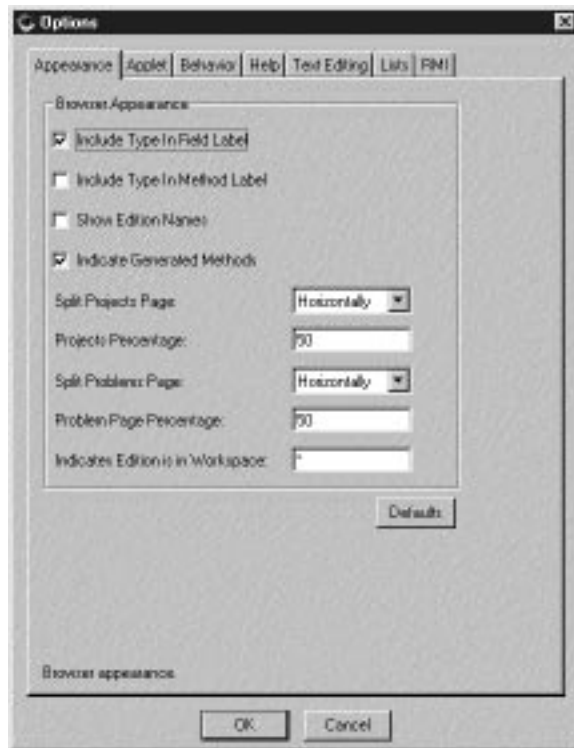 Options
Appearance Applet Behavior Help Text Editing Lists RMI
Browser Appearance
Include Type In Field Label
Include Type In Method Label
Show Edition Names
Indicate Generated Methods
Split Projects Page: Horizontally
Projects Percentage: 50
Split Problems Page: Horizontally
Problem Page Percentage: 50
Indicates Edition is in Workspace: *
Defaults
Browser appearance.
OK Cancel